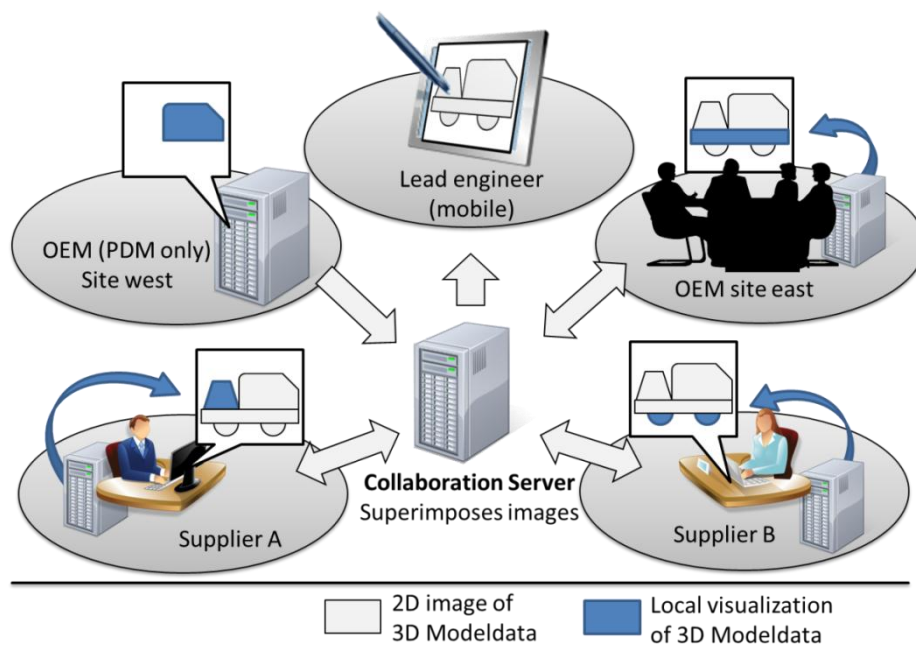 Lead engineer
(mobile)
OEM (PDM only)
Site west
OEM site east
Collaboration Server
Superimposes images
Supplier A
Supplier B
2D image of
3D Modeldata
Local visualization
of 3D Modeldata